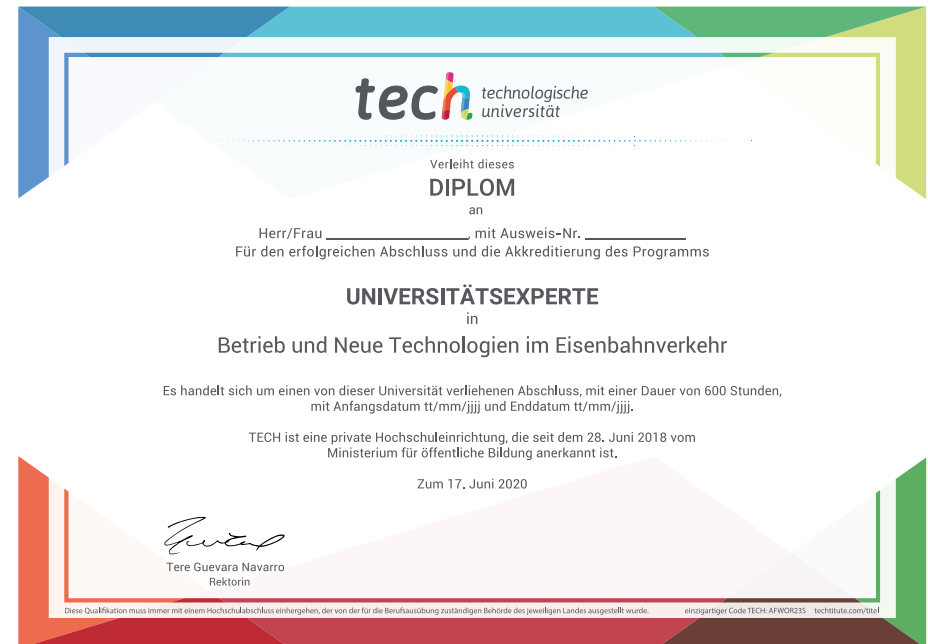 tech technologische
universität
Verleiht dieses
DIPLOM
an
Herr/Frau ____________________, mit Ausweis-Nr. ______________
Für den erfolgreichen Abschluss und die Akkreditierung des Programms
UNIVERSITÄTSEXPERTE
in
Betrieb und Neue Technologien im Eisenbahnverkehr
Es handelt sich um einen von dieser Universität verliehenen Abschluss, mit einer Dauer von 600 Stunden,
mit Anfangsdatum tt/mm/jjjj und Enddatum tt/mm/jjjj.
TECH ist eine private Hochschuleinrichtung, die seit dem 28. Juni 2018 vom
Ministerium für öffentliche Bildung anerkannt ist.
Zum 17. Juni 2020
Tere Guevara Navarro
Rektorin
Diese Qualifikation muss immer mit einem Hochschulabschluss einhergehen, der von der für die Berufsausübung zuständigen Behörde des jeweiligen Landes ausgestellt wurde. einzigartiger Code TECH: AFWOR23S techtitute.com/titel